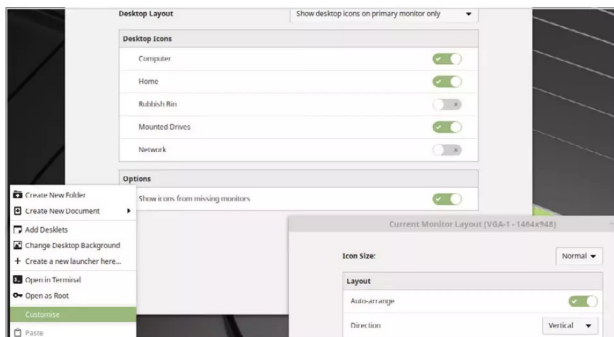 Desktop Layout
Show desktop icons on primary monitor only
Desktop Icons
Computer
Home
Rubbish Bin
Mounted Drives
Network
Options
Show icons from missing monitors
Create New Folder
Create New Document
Add Desklets
Change Desktop Background
Create a new launcher here...
Open in Terminal
Open as Root
Customise
Paste
Current Monitor Layout (VGA-1 - 1464x948)
Icon Size:
Normal
Layout
Auto-arrange
Direction
Vertical